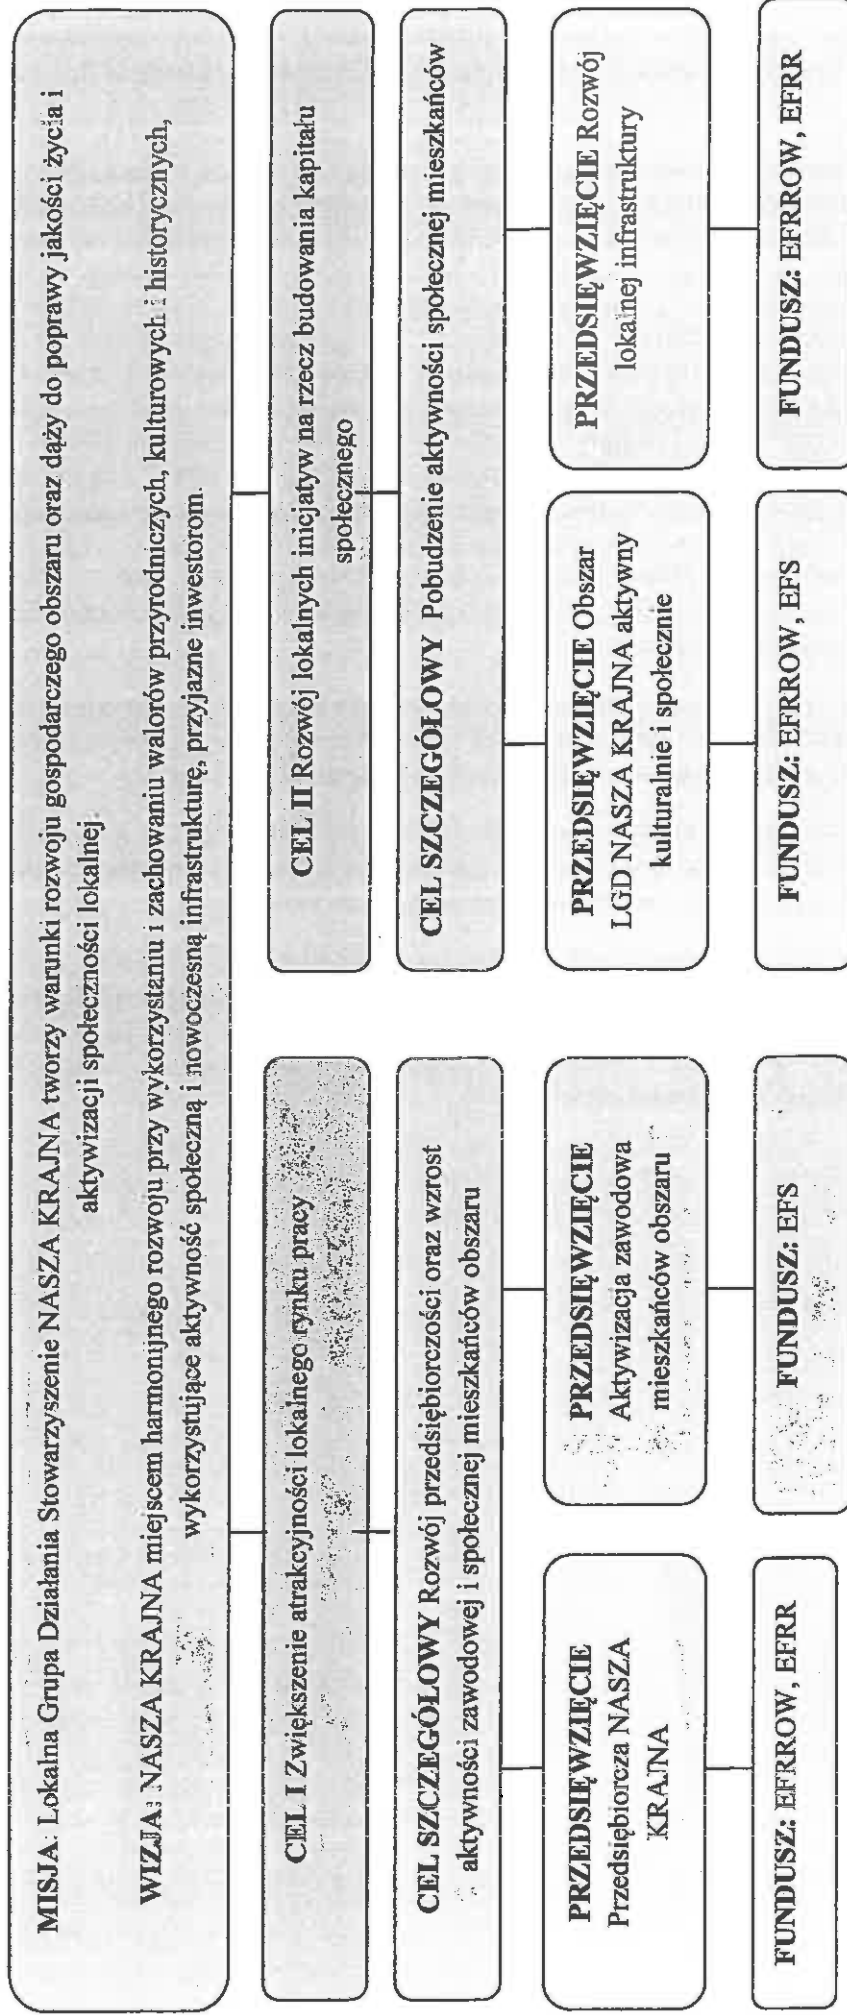 MISJA: Lokalna Grupa Działania Stowarzyszenie NASZA KRAJNA tworzy warunki rozwoju gospodarczego obszaru oraz dąży do poprawy jakości życia i
aktywizacji społeczności lokalnej.
WIZJA: NASZA KRAJNA miejscem harmonijnego rozwoju przy wykorzystaniu i zachowaniu walorów przyrodniczych, kulturowych i historycznych,
wykorzystujące aktywność społeczną i nowoczesną infrastrukturę, przyjazne inwestorom.
CEL I Zwiększenie atrakcyjności lokalnego rynku pracy
CEL SZCZEGÓŁOWY Rozwój przedsiębiorczości oraz wzrost
aktywności zawodowej i społecznej mieszkańców obszaru
PRZEDSIĘWZIĘCIE
Przedsiębiorcza NASZA
KRAJNA
FUNDUSZ: EFRROW, EFRR
PRZEDSIĘWZIĘCIE
Aktywizacja zawodowa
mieszkańców obszaru
FUNDUSZ: EFS
CEL II Rozwój lokalnych inicjatyw na rzecz budowania kapitału
społecznego
CEL SZCZEGÓŁOWY Pobudzenie aktywności społecznej mieszkańców
PRZEDSIĘWZIĘCIE Obszar
LGD NASZA KRAJNA aktywny
kulturalnie i społecznie
FUNDUSZ: EFRROW, EFS
PRZEDSIĘWZIĘCIE Rozwój
lokalnej infrastruktury
FUNDUSZ: EFRROW, EFRR